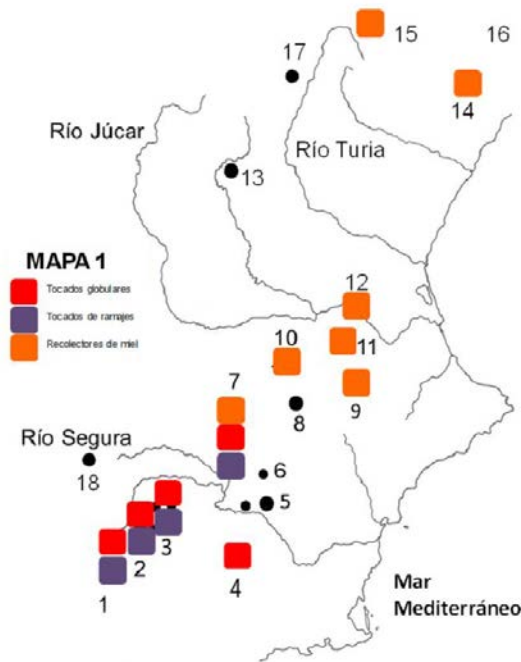 15
16
17
14
Río Júcar
Río Turia
13
MAPA 1
Tocados globulares
Tocados de ramajes
Recolectores de miel
12
10
11
7
9
8
Río Segura
6
18
5
3
2
4
1
Mar
Mediterráneo